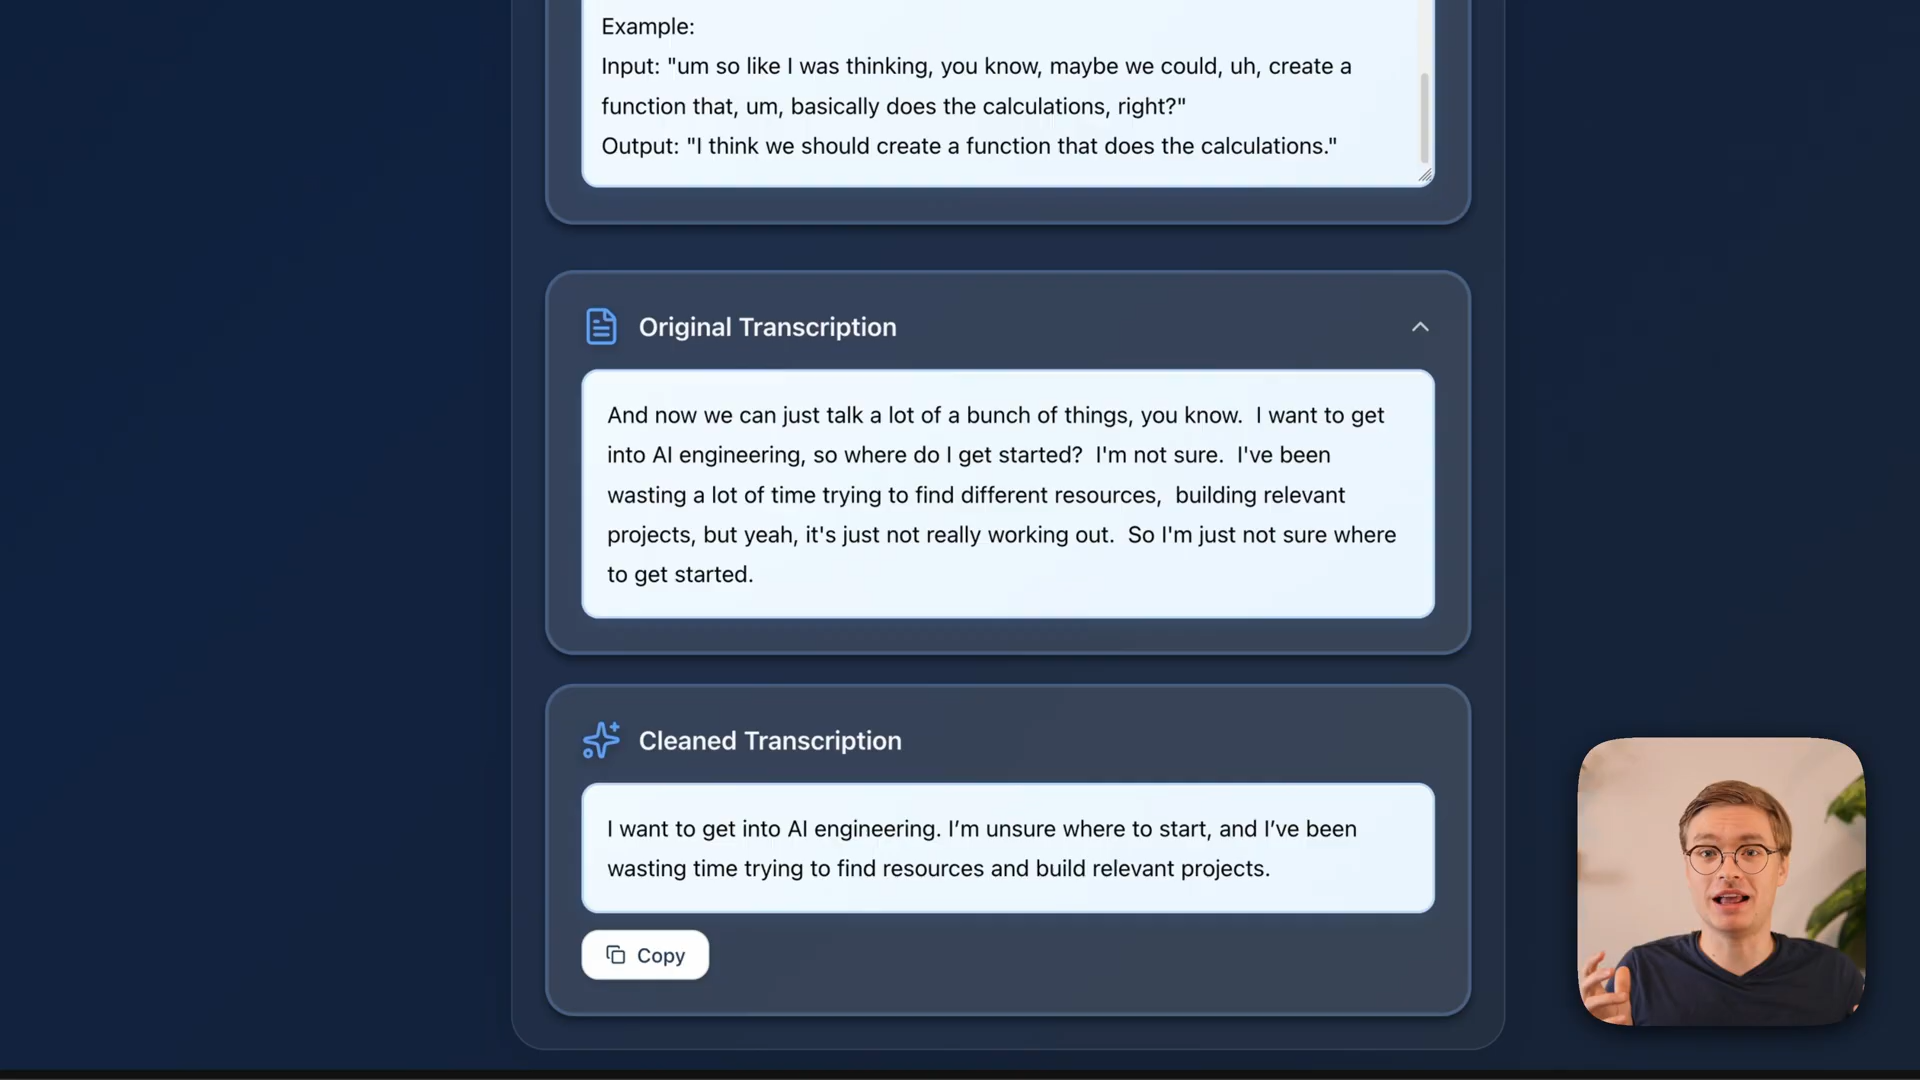 Example:
Input: "um so like I was thinking, you know, maybe we could, uh, create a
function that, um, basically does the calculations, right?"
Output: "I think we should create a function that does the calculations."
Original Transcription
And now we can just talk a lot of a bunch of things, you know.  I want to get
into AI engineering, so where do I get started?  I'm not sure.  I've been
wasting a lot of time trying to find different resources,  building relevant
projects, but yeah, it's just not really working out.  So I'm just not sure where
to get started.
Cleaned Transcription
I want to get into AI engineering. I’m unsure where to start, and I’ve been
wasting time trying to find resources and build relevant projects.
Copy